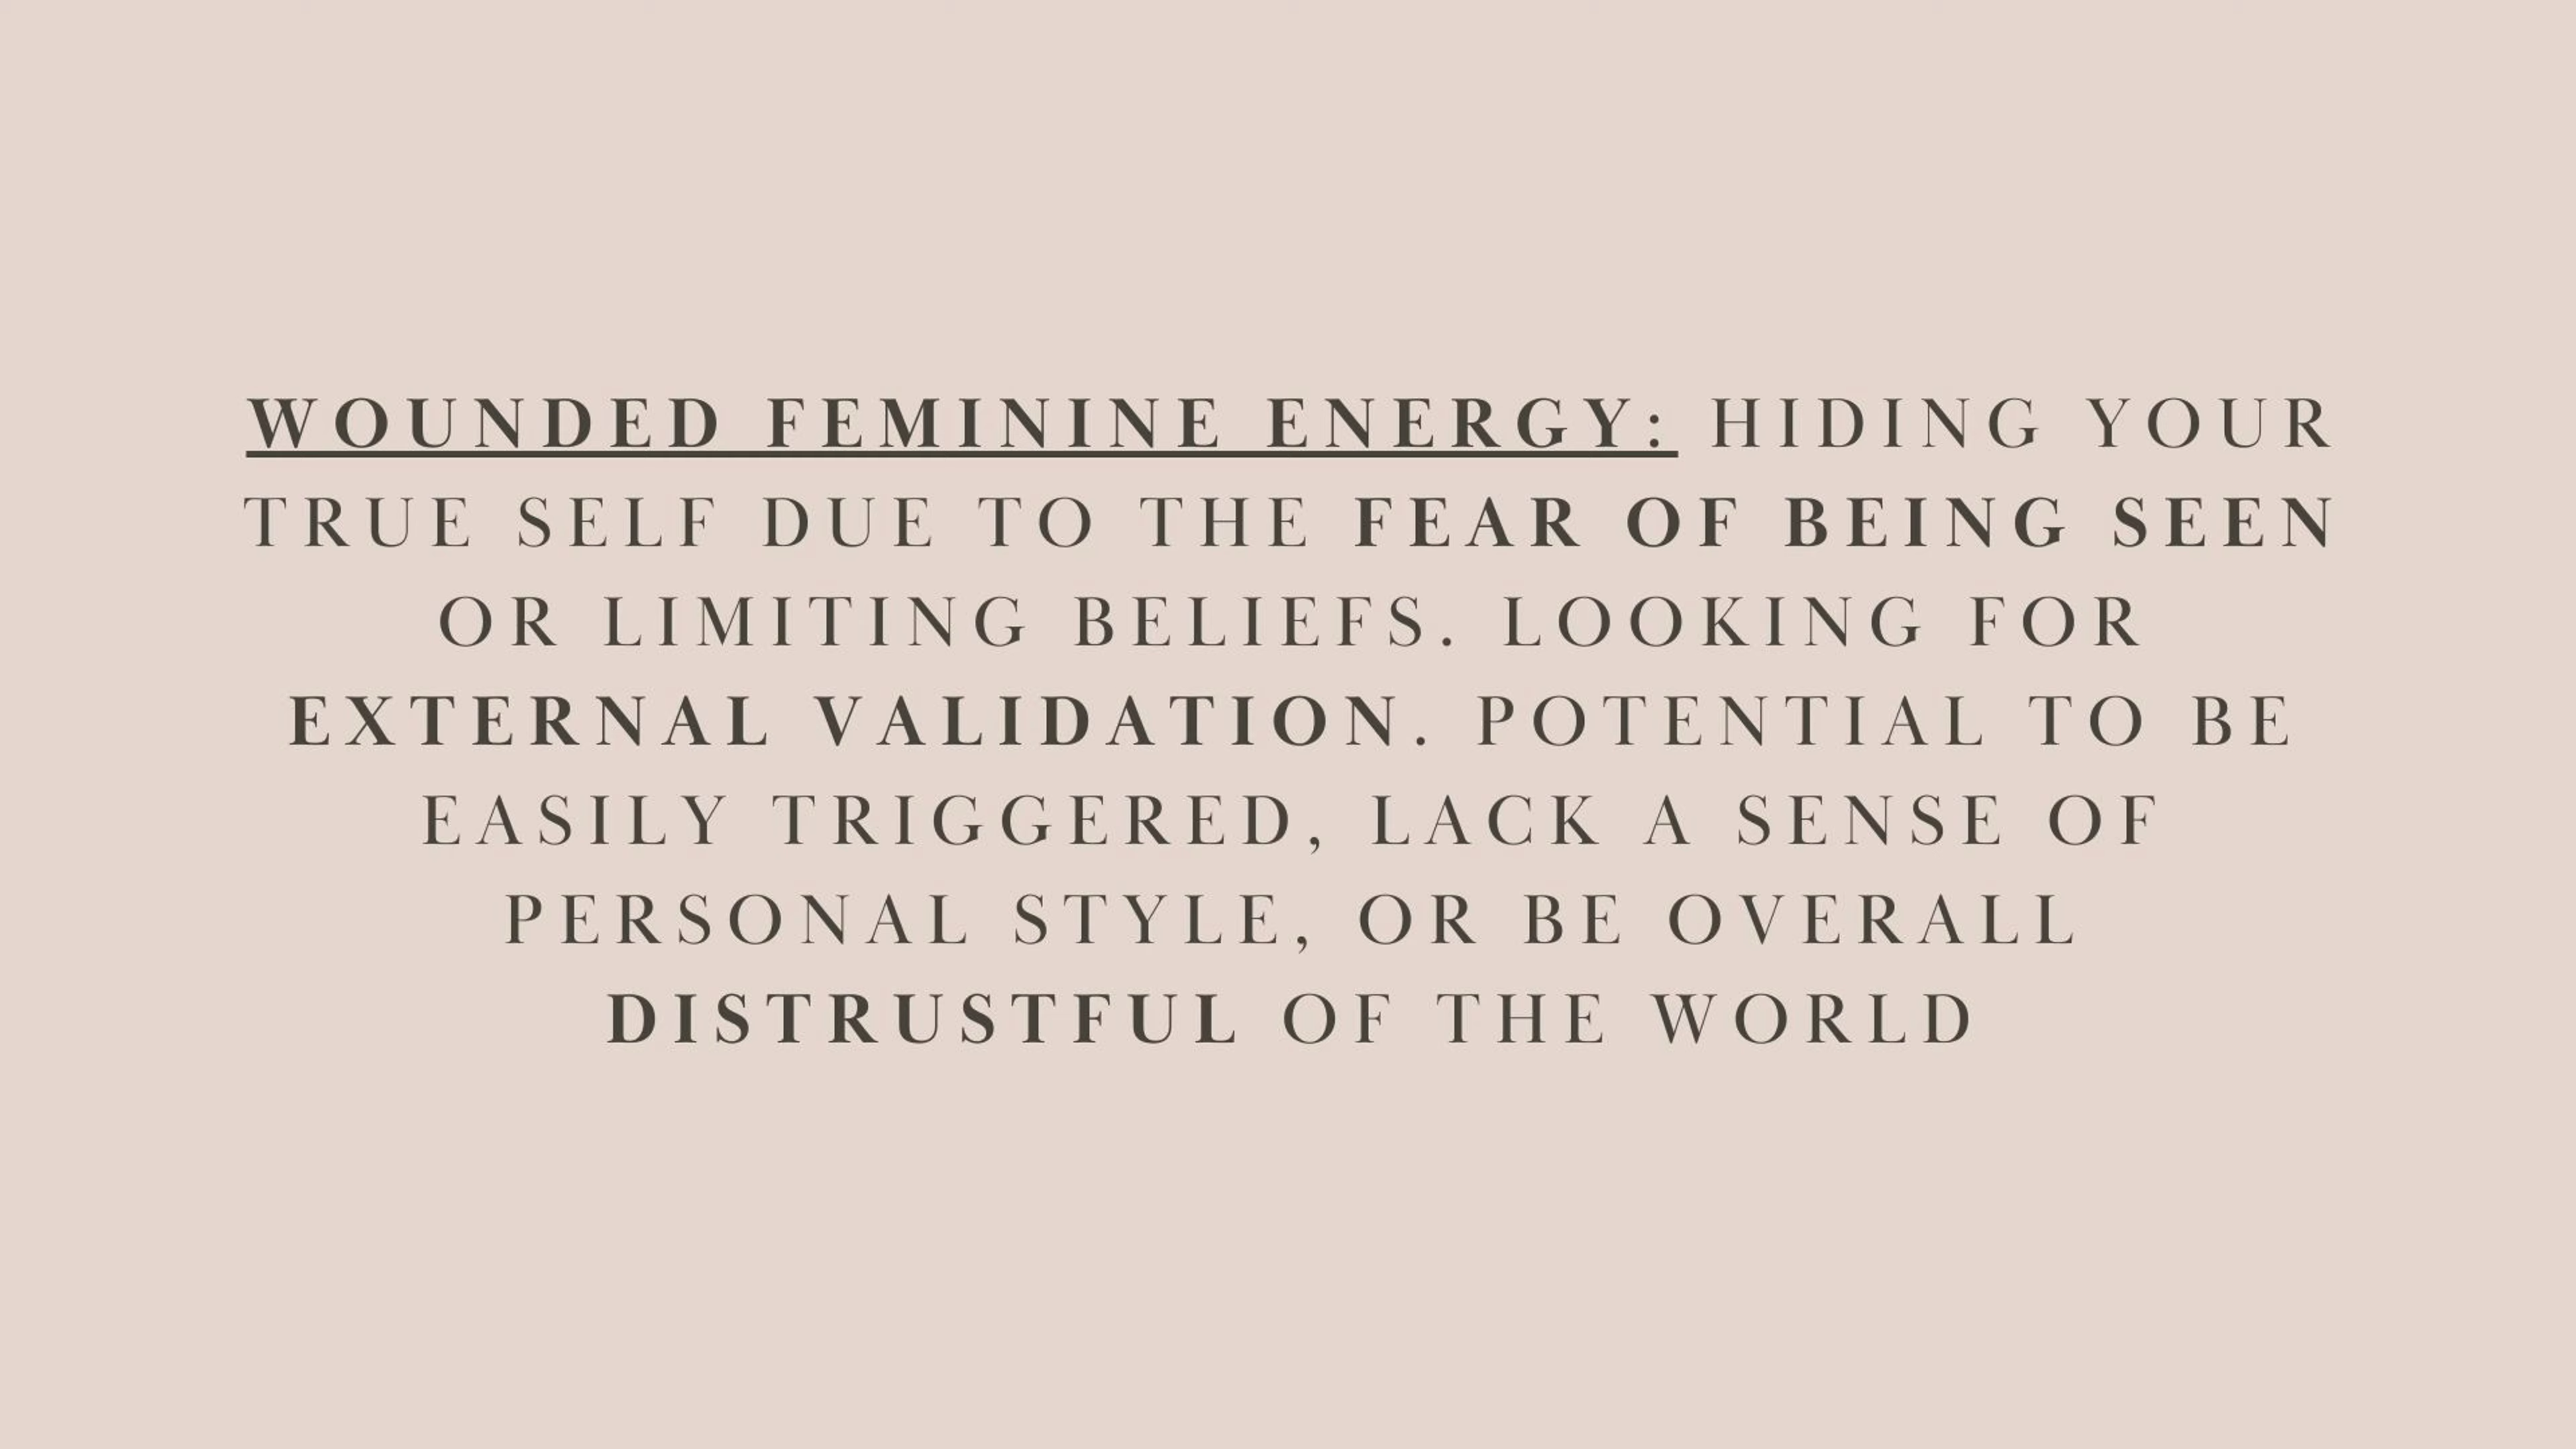 WOUNDED FEMININE ENERGY: HIDING YOUR
TRUE SELF DUE TO THE FEAR OF BEING SEEN
OR LIMITING BELIEFS. LOOKING FOR
EXTERNAL VALIDATION. POTENTIAL TO BE
EASILY TRIGGERED, LACK A SENSE OF
PERSONAL STYLE, OR BE OVERALL
DISTRUSTFUL OF THE WORLD